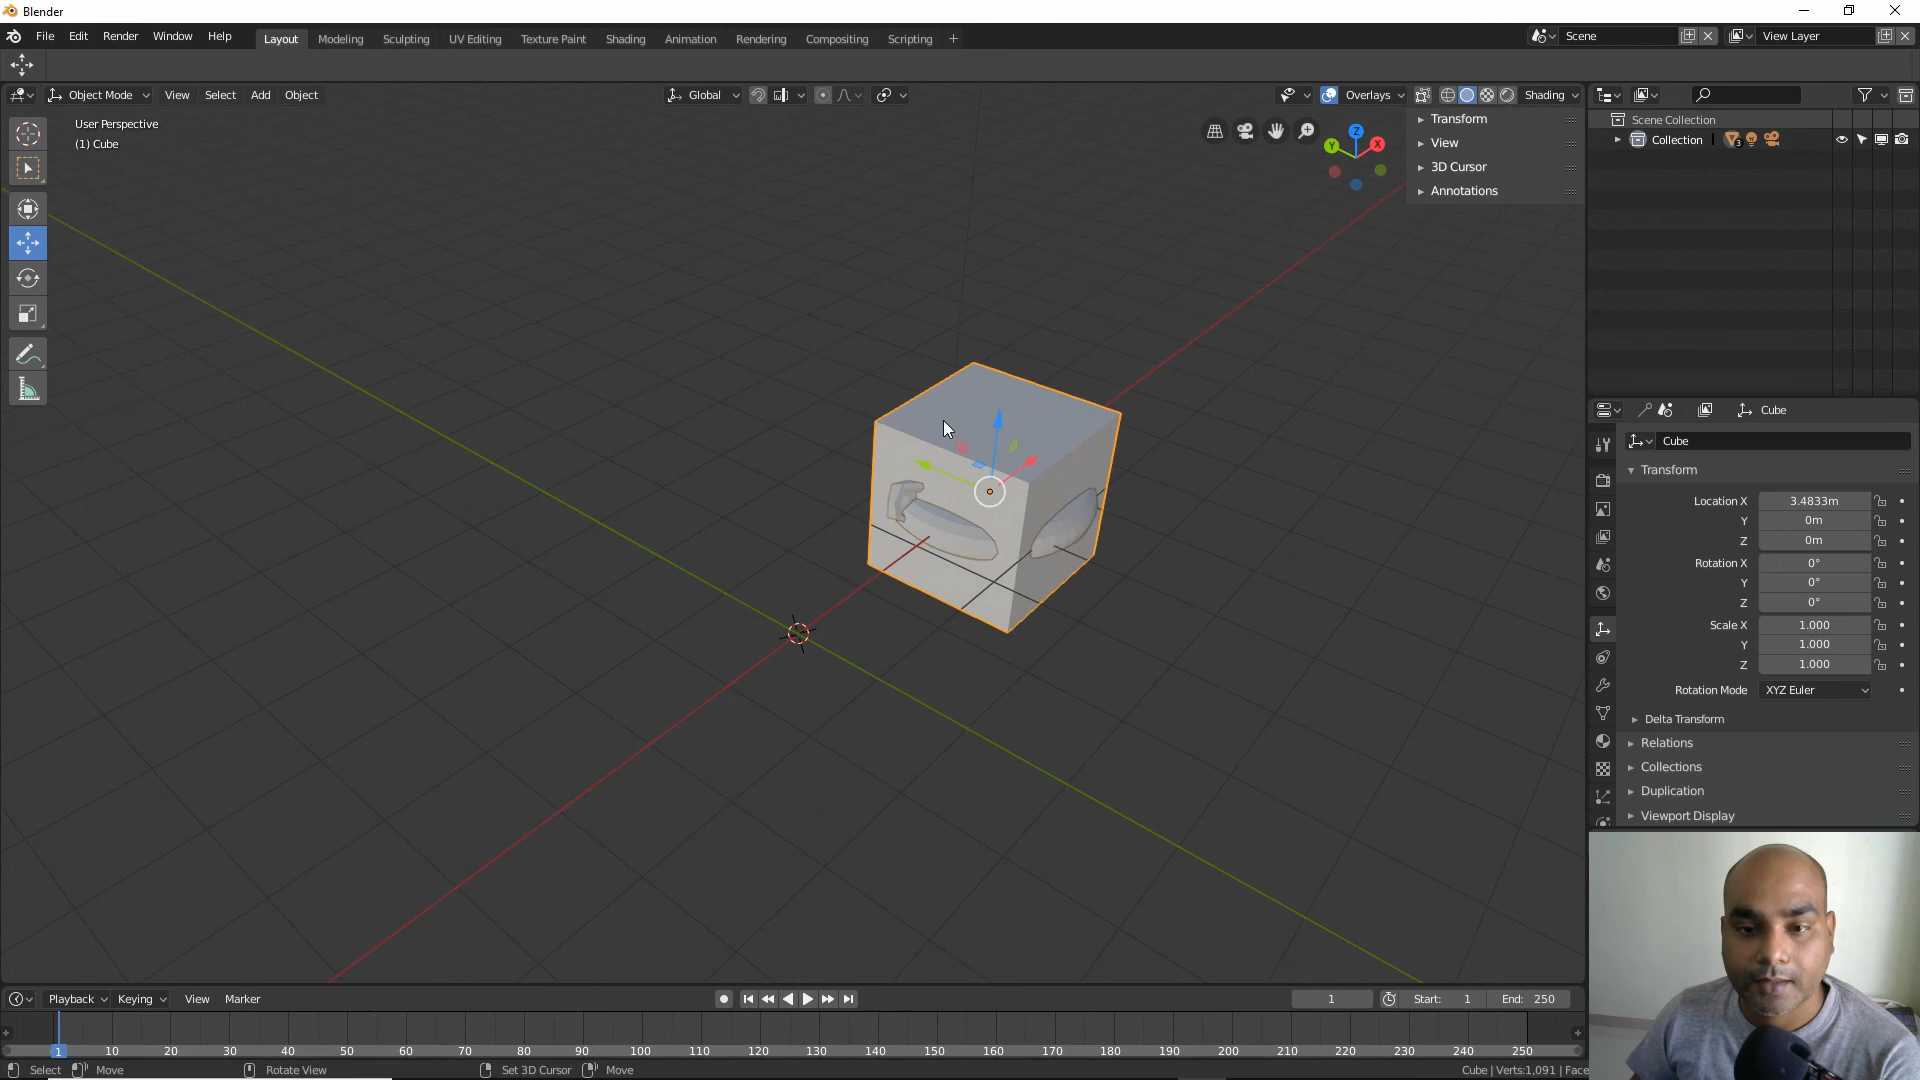 Blender
File Edit Render Window Help Layout Modeling Sculpting UV Editing Texture Paint Shading Animation Rendering Compositing Scripting + Scene View Layer
Object Mode View Select Add Object Global Overlays Shading
User Perspective
(1) Cube
Z
Y
X
Transform
View
3D Cursor
Annotations
Scene Collection
Collection 3
Cube
Cube
Transform
Location X 3.4833m
Y 0m
Z 0m
Rotation X 0°
Y 0°
Z 0°
Scale X 1.000
Y 1.000
Z 1.000
Rotation Mode XYZ Euler
Delta Transform
Relations
Collections
Duplication
Viewport Display
Playback Keying View Marker 1 Start: 1 End: 250
1 10 20 30 40 50 60 70 80 90 100 110 120 130 140 150 160 170 180 190 200 210 220 230 240 250
Select Move Rotate View Set 3D Cursor Move Cube | Verts:1,091 | Face